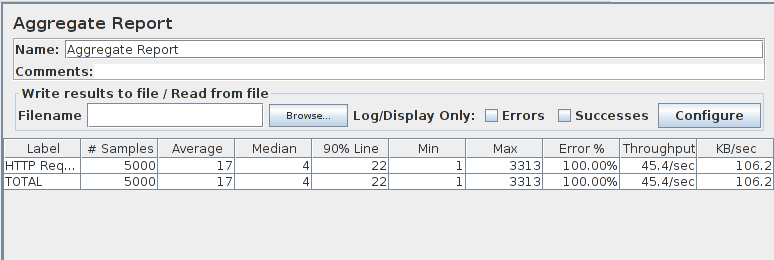 Aggregate Report
Name: Aggregate Report
Comments:
Write results to file / Read from file
Filename Browse... Log/Display Only: Errors Successes Configure
Label # Samples Average Median 90% Line Min Max Error % Throughput KB/sec
HTTP Req... 5000 17 4 22 1 3313 100.00% 45.4/sec 106.2
TOTAL 5000 17 4 22 1 3313 100.00% 45.4/sec 106.2